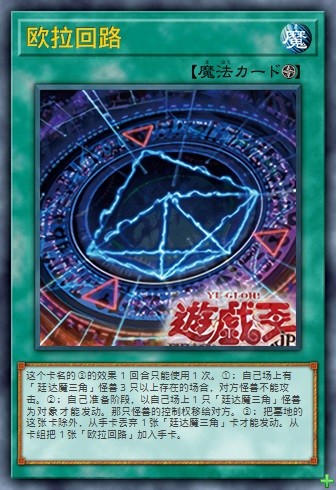 欧拉回路
魔
【魔法カード】
YU-GI-OH!
遊戯王
.JP
这个卡名的②的效果1回合只能使用1次。①：自己场上有
「廷达魔三角」怪兽3只以上存在的场合，对方怪兽不能攻
击。②：自己准备阶段，以自己场上1只「廷达魔三角」怪兽
为对象才能发动。那只怪兽的控制权移给对方。②：把墓地的
这张卡除外，从手卡丢弃1张「廷达魔三角」卡才能发动。从
卡组把1张「欧拉回路」加入手卡。